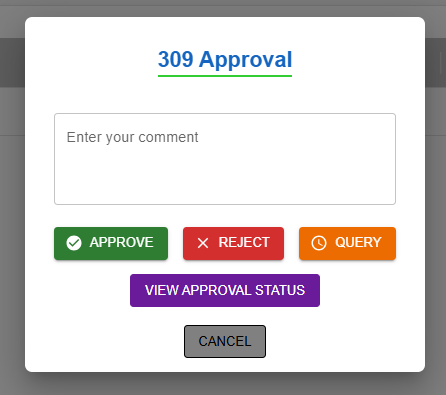 309 Approval
Enter your comment
APPROVE REJECT QUERY
VIEW APPROVAL STATUS
CANCEL